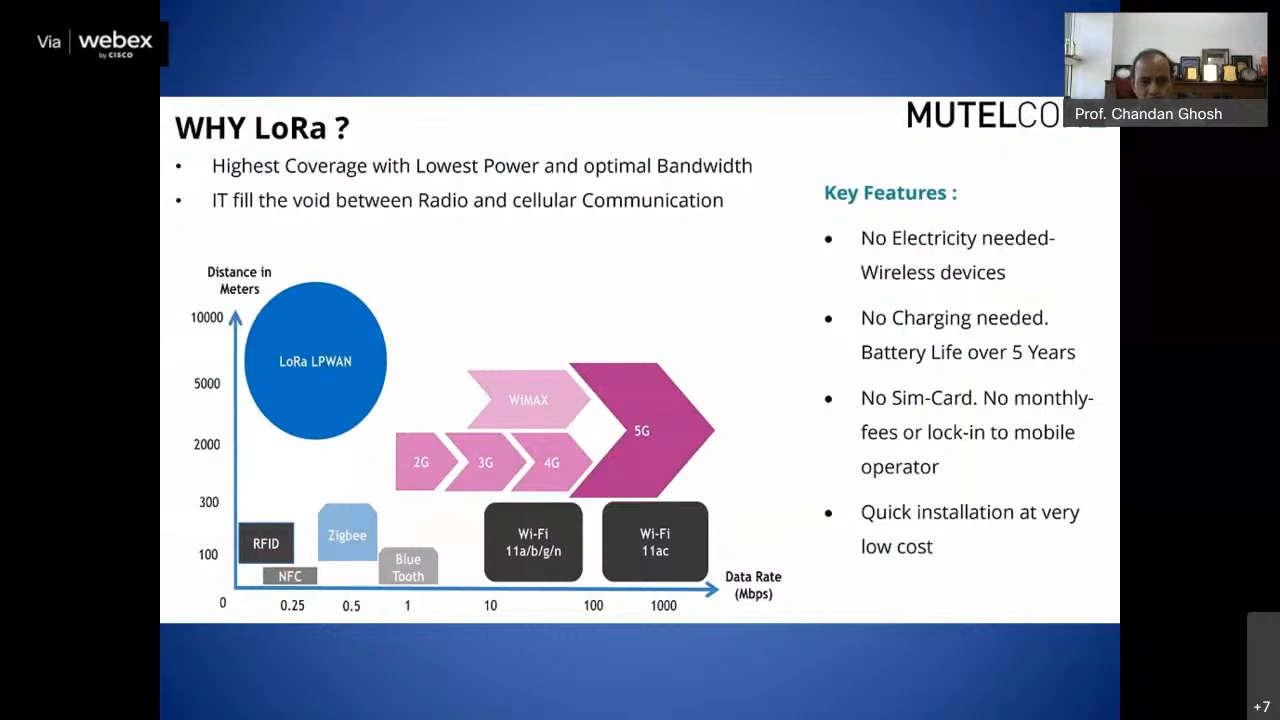 Via webex
by CISCO
Prof. Chandan Ghosh
WHY LoRa ?
• Highest Coverage with Lowest Power and optimal Bandwidth
• IT fill the void between Radio and cellular Communication
Key Features :
• No Electricity needed-
Wireless devices
• No Charging needed.
Battery Life over 5 Years
• No Sim-Card. No monthly-
fees or lock-in to mobile
operator
• Quick installation at very
low cost
Distance in
Meters
10000
5000
2000
300
100
0
LoRa LPWAN
WiMAX
5G
2G
3G
4G
RFID
NFC
Zigbee
Blue
Tooth
Wi-Fi
11a/b/g/n
Wi-Fi
11ac
0.25
0.5
1
10
100
1000
Data Rate
(Mbps)
+7